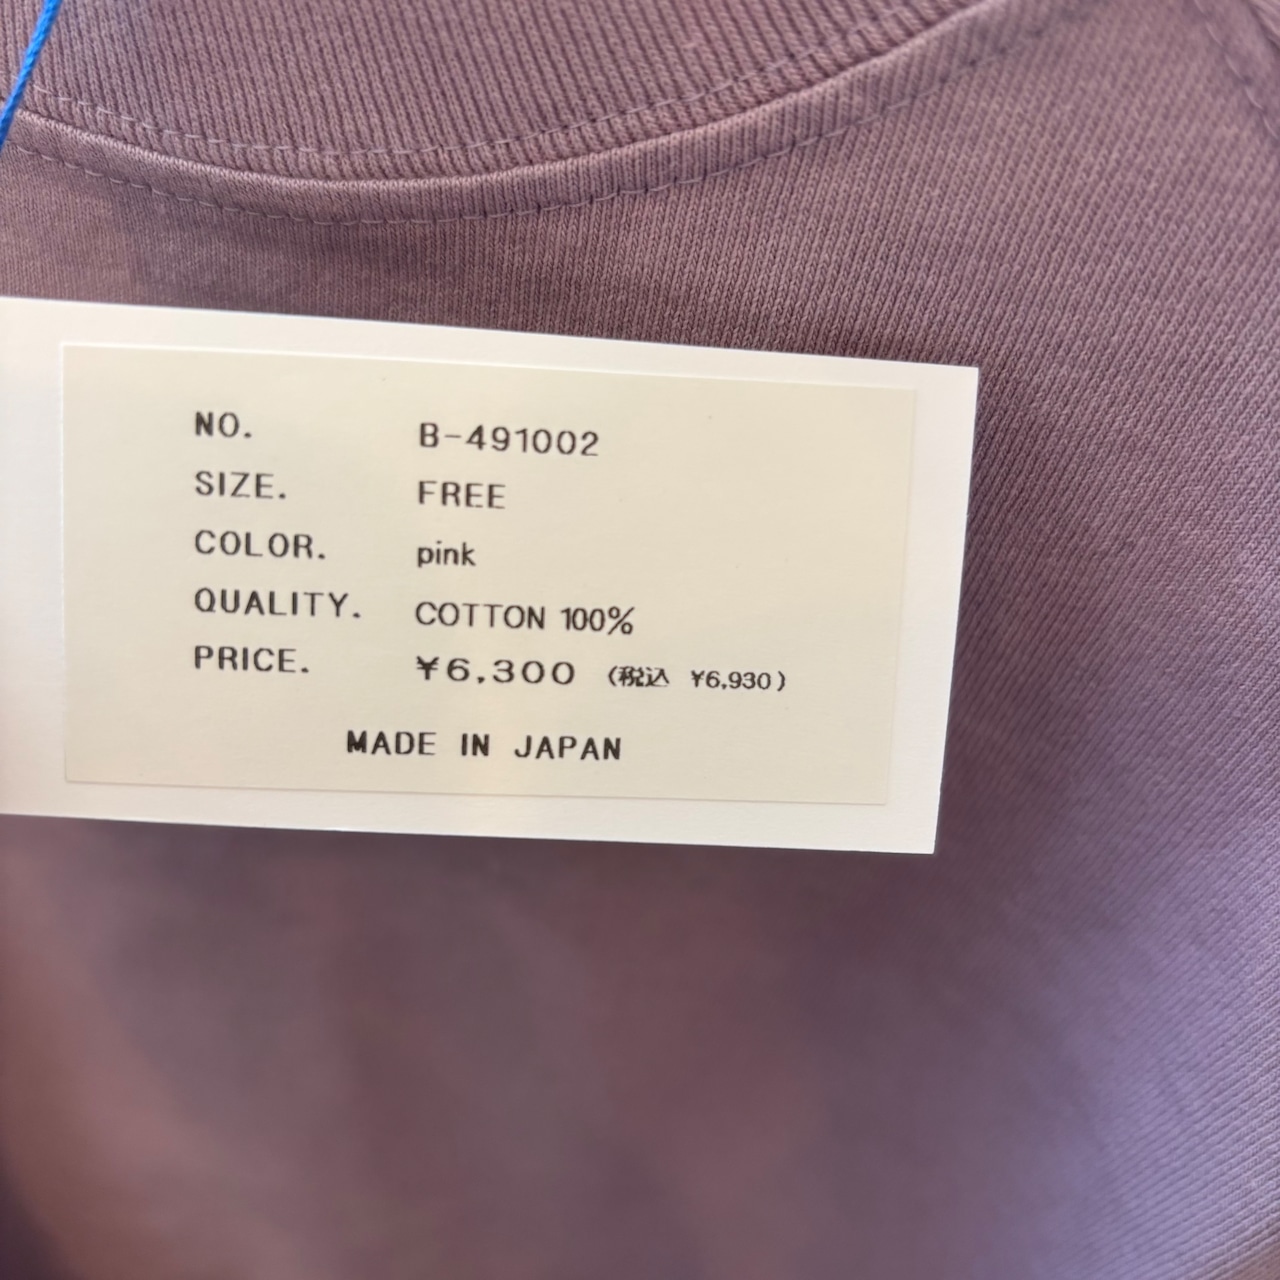 NO. B-491002
SIZE. FREE
COLOR. pink
QUALITY. COTTON 100%
PRICE. ¥6,300 (税込 ¥6,930)
MADE IN JAPAN